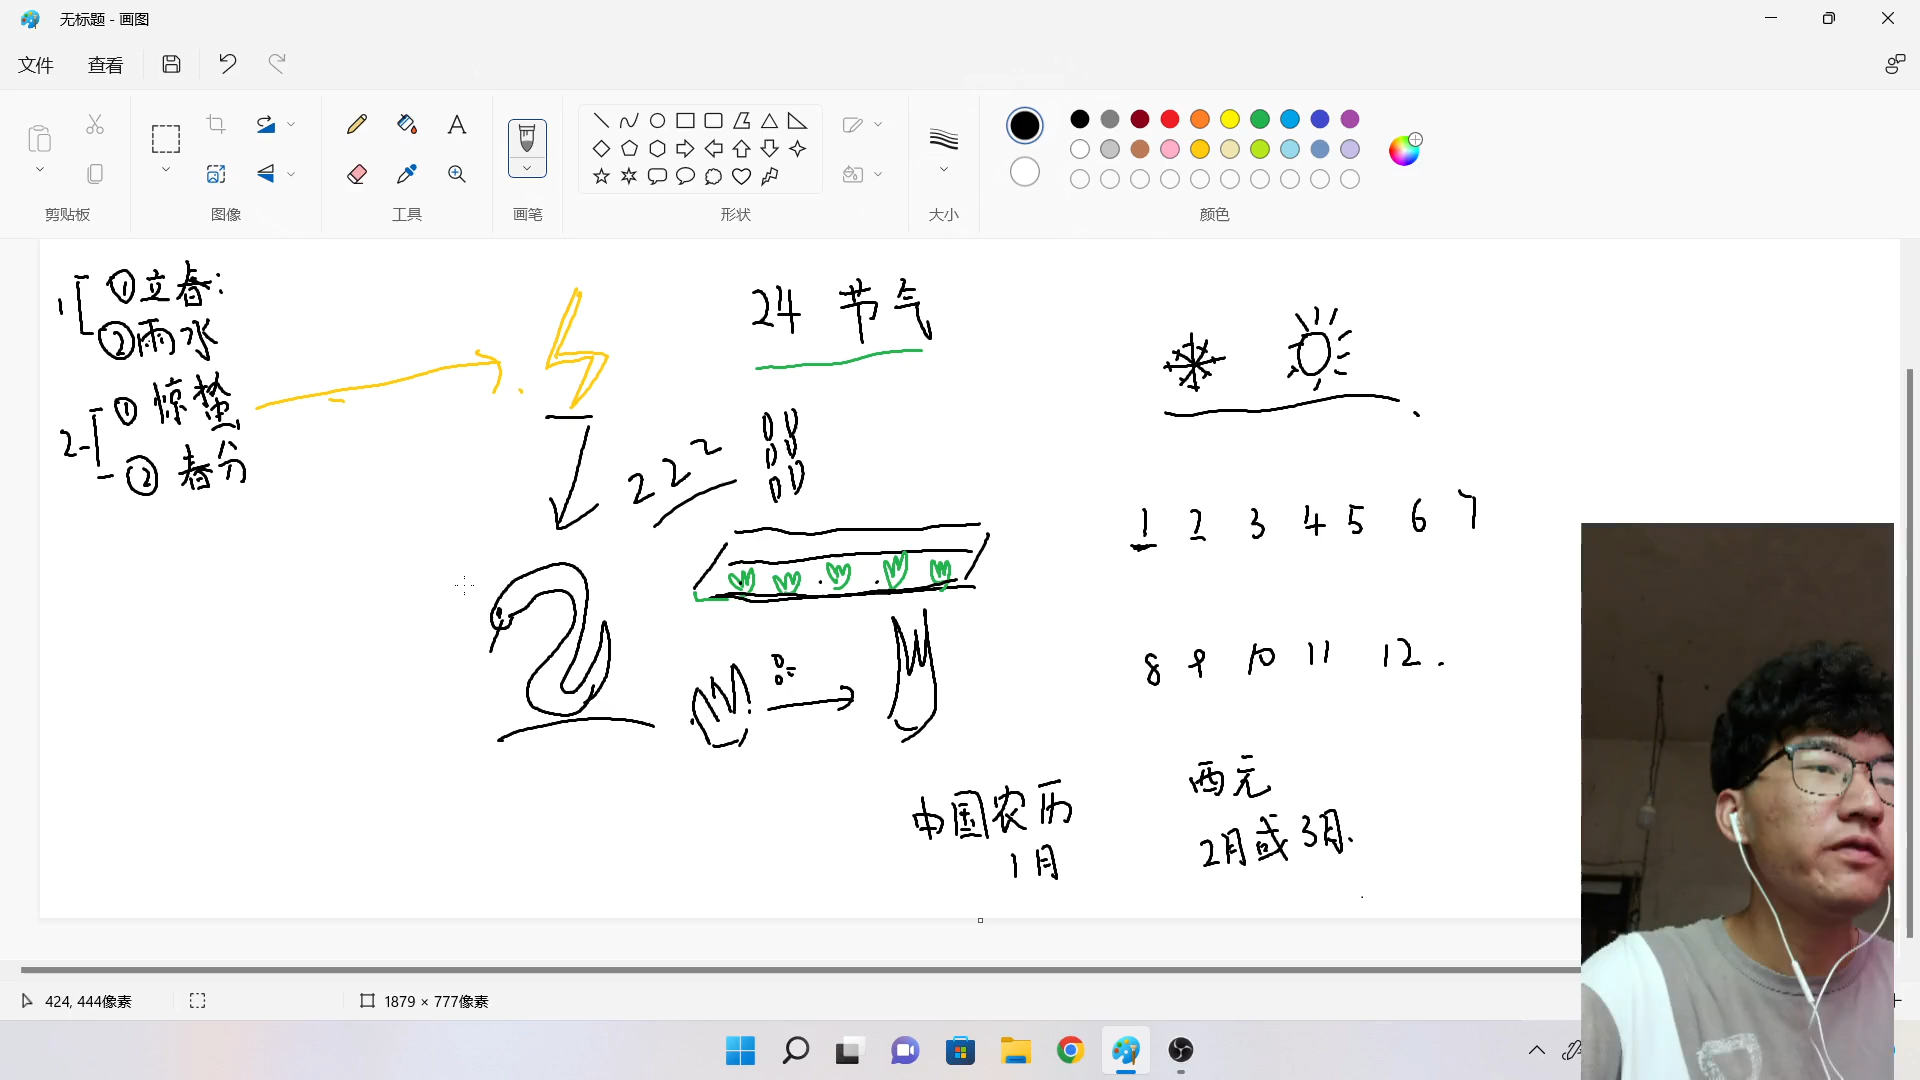 无标题 - 画图
文件 查看
剪贴板 图像 工具 画笔 形状 大小 颜色
1 ①立春:
②雨水
2 ① 惊蛰
② 春分
24 节气
2 2 2
1 2 3 4 5 6 7
8 9 10 11 12.
中国农历
1月
西元
2月或3月.
424, 444像素 1879 × 777像素